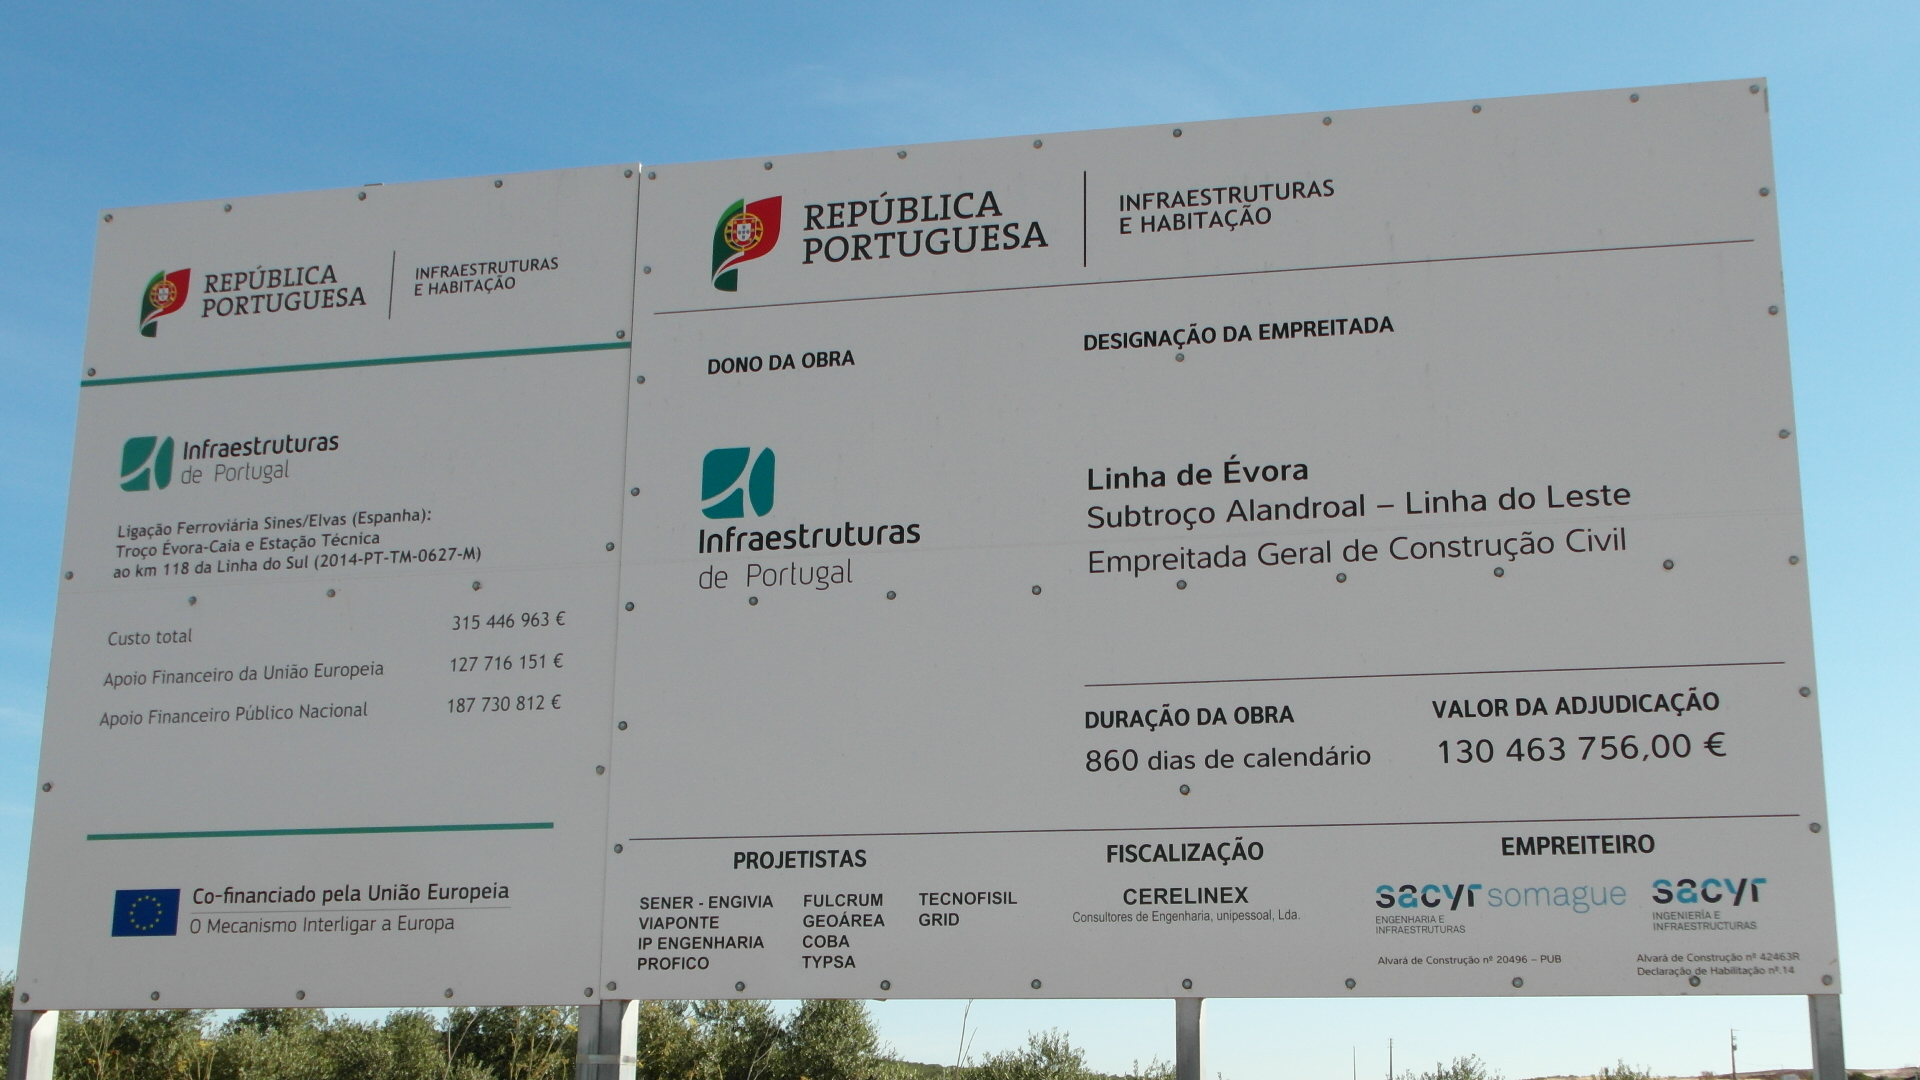 REPÚBLICA
PORTUGUESA
INFRAESTRUTURAS
E HABITAÇÃO
Infraestruturas
de Portugal
Ligação Ferroviária Sines/Elvas (Espanha):
Troço Évora-Caia e Estação Técnica
ao km 118 da Linha do Sul (2014-PT-TM-0627-M)
Custo total 315 446 963 €
Apoio Financeiro da União Europeia 127 716 151 €
Apoio Financeiro Público Nacional 187 730 812 €
Co-financiado pela União Europeia
O Mecanismo Interligar a Europa
REPÚBLICA
PORTUGUESA
INFRAESTRUTURAS
E HABITAÇÃO
DONO DA OBRA
Infraestruturas
de Portugal
DESIGNAÇÃO DA EMPREITADA
Linha de Évora
Subtroço Alandroal – Linha do Leste
Empreitada Geral de Construção Civil
DURAÇÃO DA OBRA
860 dias de calendário
VALOR DA ADJUDICAÇÃO
130 463 756,00 €
PROJETISTAS
SENER - ENGIVIA
VIAPONTE
IP ENGENHARIA
PROFICO
FULCRUM
GEOÁREA
COBA
TYPSA
TECNOFISIL
GRID
FISCALIZAÇÃO
CERELINEX
Consultores de Engenharia, unipessoal, Lda.
EMPREITEIRO
sacyr somague
ENGENHARIA E
INFRAESTRUTURAS
Alvará de Construção nº 20496 – PUB
sacyr
INGENIERÍA E
INFRAESTRUCTURAS
Alvará de Construção nº 42463R
Declaração de Habilitação nº.14